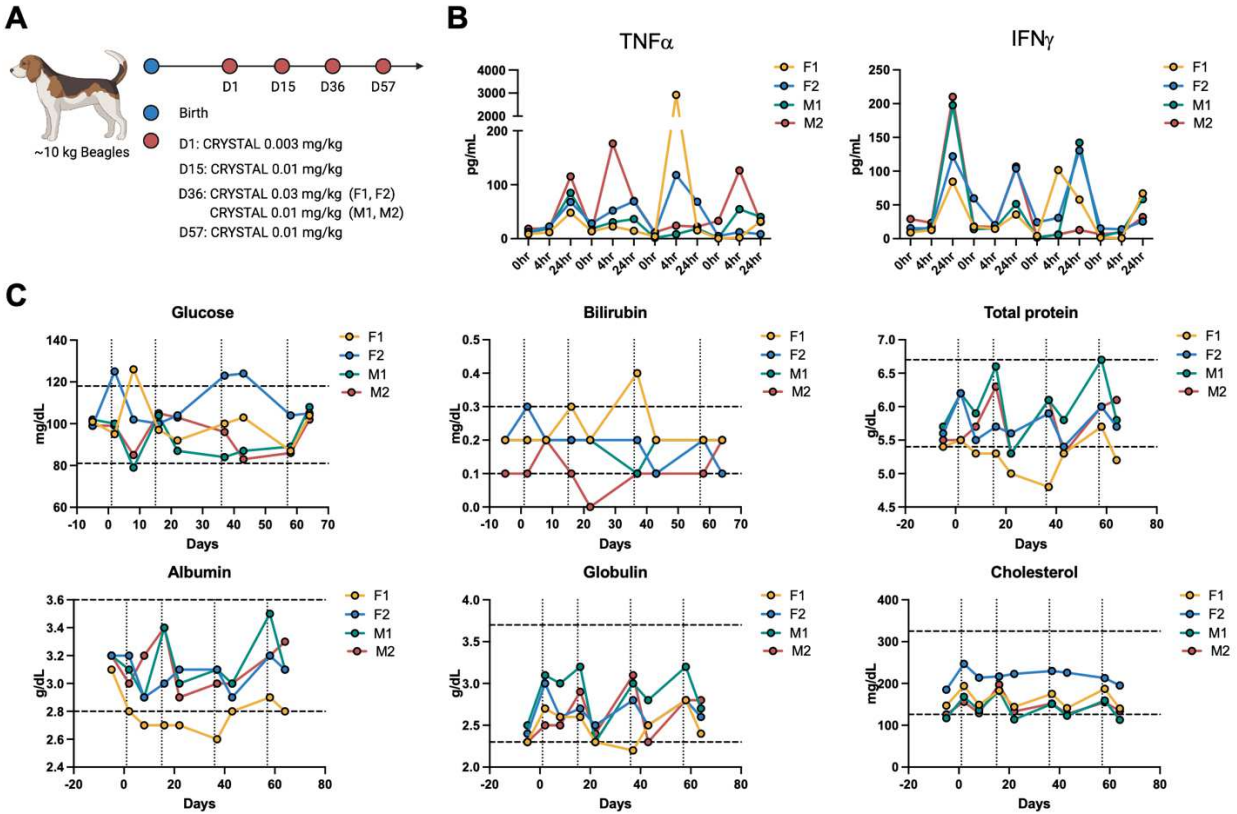 A
~10 kg Beagles
D1
D15
D36
D57
Birth
D1: CRYSTAL 0.003 mg/kg
D15: CRYSTAL 0.01 mg/kg
D36: CRYSTAL 0.03 mg/kg (F1, F2)
CRYSTAL 0.01 mg/kg (M1, M2)
D57: CRYSTAL 0.01 mg/kg
B
TNFα
pg/mL
4000
3000
2000
200
100
0
0hr
4hr
24hr
0hr
4hr
24hr
0hr
4hr
24hr
0hr
4hr
24hr
F1
F2
M1
M2
IFNγ
pg/mL
250
200
150
100
50
0
0hr
4hr
24hr
0hr
4hr
24hr
0hr
4hr
24hr
0hr
4hr
24hr
F1
F2
M1
M2
C
Glucose
mg/dL
140
120
100
80
60
-10 0 10 20 30 40 50 60 70
Days
F1
F2
M1
M2
Bilirubin
mg/dL
0.5
0.4
0.3
0.2
0.1
0.0
-10 0 10 20 30 40 50 60 70
Days
F1
F2
M1
M2
Total protein
g/dL
7.0
6.5
6.0
5.5
5.0
4.5
-20 0 20 40 60 80
Days
F1
F2
M1
M2
Albumin
g/dL
3.6
3.4
3.2
3.0
2.8
2.6
2.4
-20 0 20 40 60 80
Days
F1
F2
M1
M2
Globulin
g/dL
4.0
3.5
3.0
2.5
2.0
-20 0 20 40 60 80
Days
F1
F2
M1
M2
Cholesterol
mg/dL
400
300
200
100
0
-20 0 20 40 60 80
Days
F1
F2
M1
M2